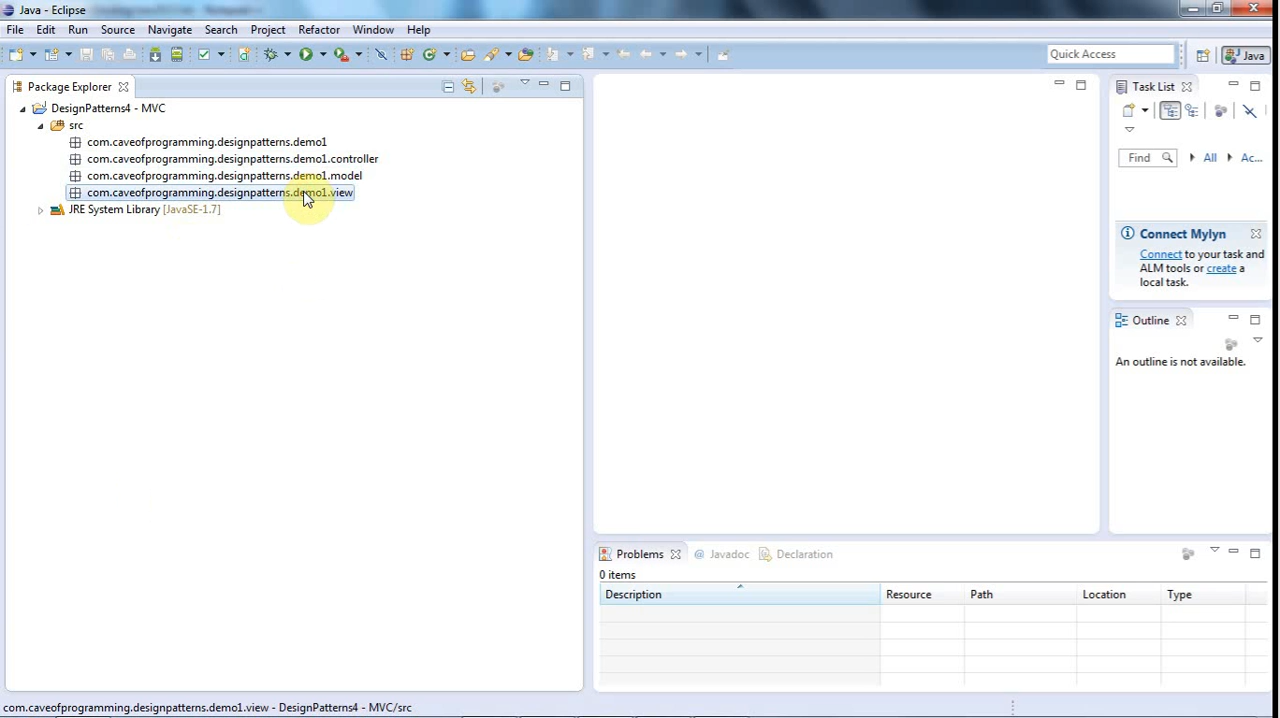 Java - Eclipse
File Edit Run Source Navigate Search Project Refactor Window Help
Quick Access
Java
Package Explorer
DesignPatterns4 - MVC
src
com.caveofprogramming.designpatterns.demo1
com.caveofprogramming.designpatterns.demo1.controller
com.caveofprogramming.designpatterns.demo1.model
com.caveofprogramming.designpatterns.demo1.view
JRE System Library [JavaSE-1.7]
Task List
Find All Ac...
Connect Mylyn
Connect to your task and
ALM tools or create a
local task.
Outline
An outline is not available.
Problems @ Javadoc Declaration
0 items
Description Resource Path Location Type
com.caveofprogramming.designpatterns.demo1.view - DesignPatterns4 - MVC/src